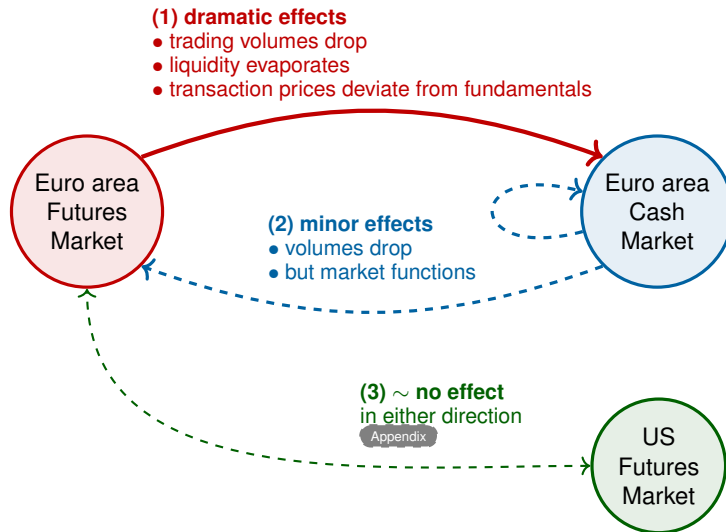 (1) dramatic effects
● trading volumes drop
● liquidity evaporates
● transaction prices deviate from fundamentals
Euro area
Futures
Market
Euro area
Cash
Market
(2) minor effects
● volumes drop
● but market functions
(3) ∼ no effect
in either direction
Appendix
US
Futures
Market